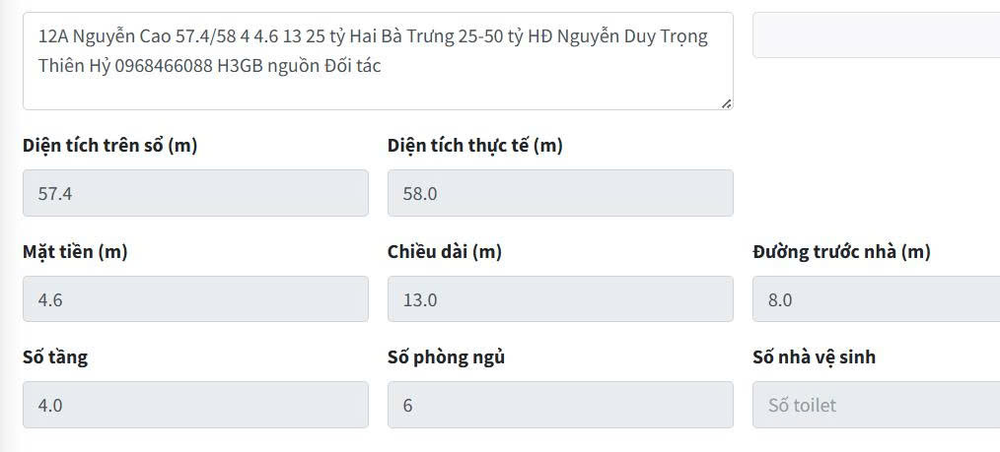 12A Nguyễn Cao 57.4/58 4 4.6 13 25 tỷ Hai Bà Trưng 25-50 tỷ HĐ Nguyễn Duy Trọng
Thiên Hỷ 0968466088 H3GB nguồn Đối tác
Diện tích trên sổ (m) Diện tích thực tế (m)
57.4 58.0
Mặt tiền (m) Chiều dài (m) Đường trước nhà (m)
4.6 13.0 8.0
Số tầng Số phòng ngủ Số nhà vệ sinh
4.0 6 Số toilet